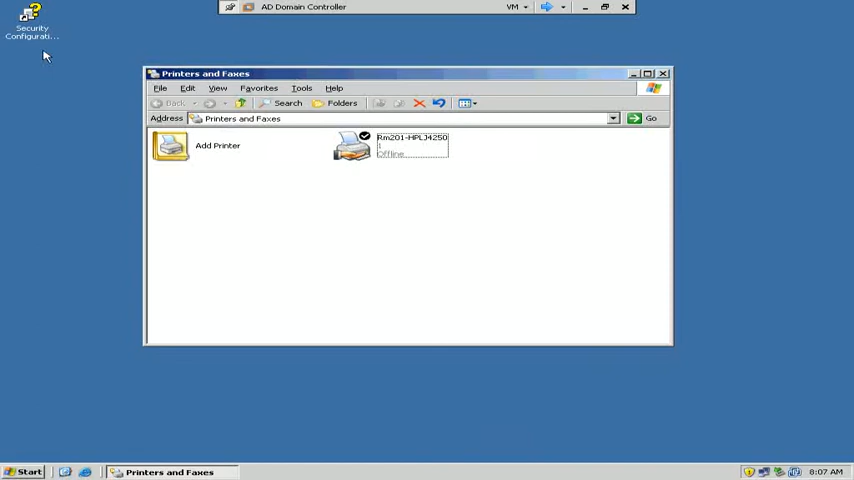 AD Domain Controller
VM
Security
Configurati...
Printers and Faxes
File Edit View Favorites Tools Help
Back Search Folders
Address Printers and Faxes Go
Add Printer
Rm201-HPLJ4250
1
Offline
Start Printers and Faxes 8:07 AM